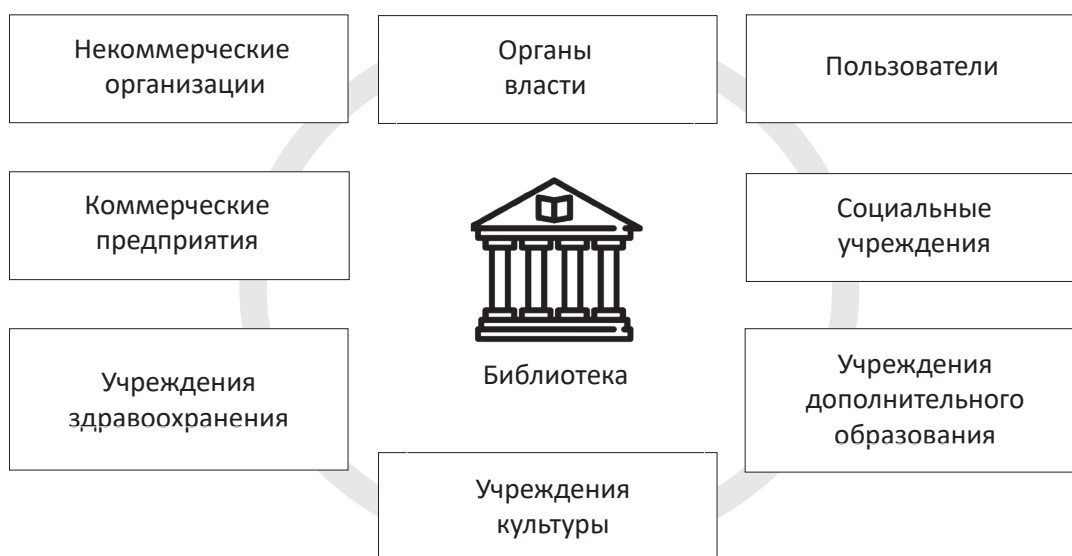 Некоммерческие
организации
Органы
власти
Пользователи
Коммерческие
предприятия
Социальные
учреждения
Библиотека
Учреждения
здравоохранения
Учреждения
дополнительного
образования
Учреждения
культуры